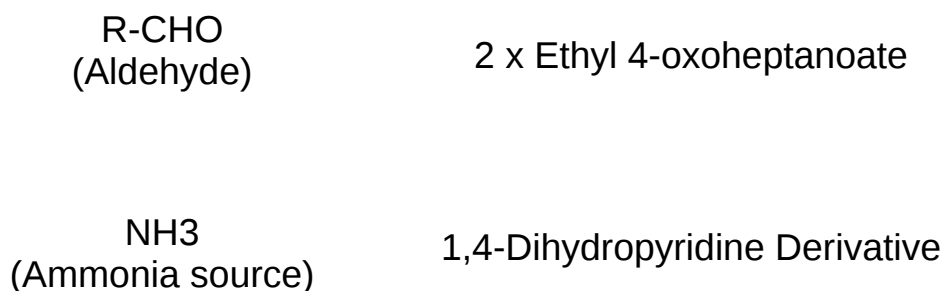 R-CHO
(Aldehyde)
2 x Ethyl 4-oxoheptanoate
NH3
(Ammonia source)
1,4-Dihydropyridine Derivative